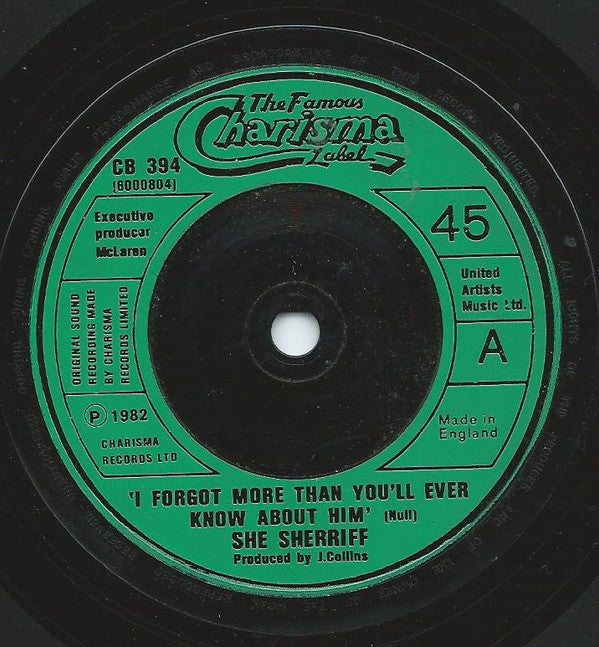 The Famous
Charisma
Label
CB 394
(6000804)
Executive
producer
McLaren
ORIGINAL SOUND
RECORDING MADE
BY CHARISMA
RECORDS LIMITED
Ⓟ 1982
CHARISMA
RECORDS LTD
45
United
Artists
Music Ltd.
A
Made in
England
'I FORGOT MORE THAN YOU'LL EVER
KNOW ABOUT HIM' (Null)
SHE SHERRIFF
Produced by J.Collins